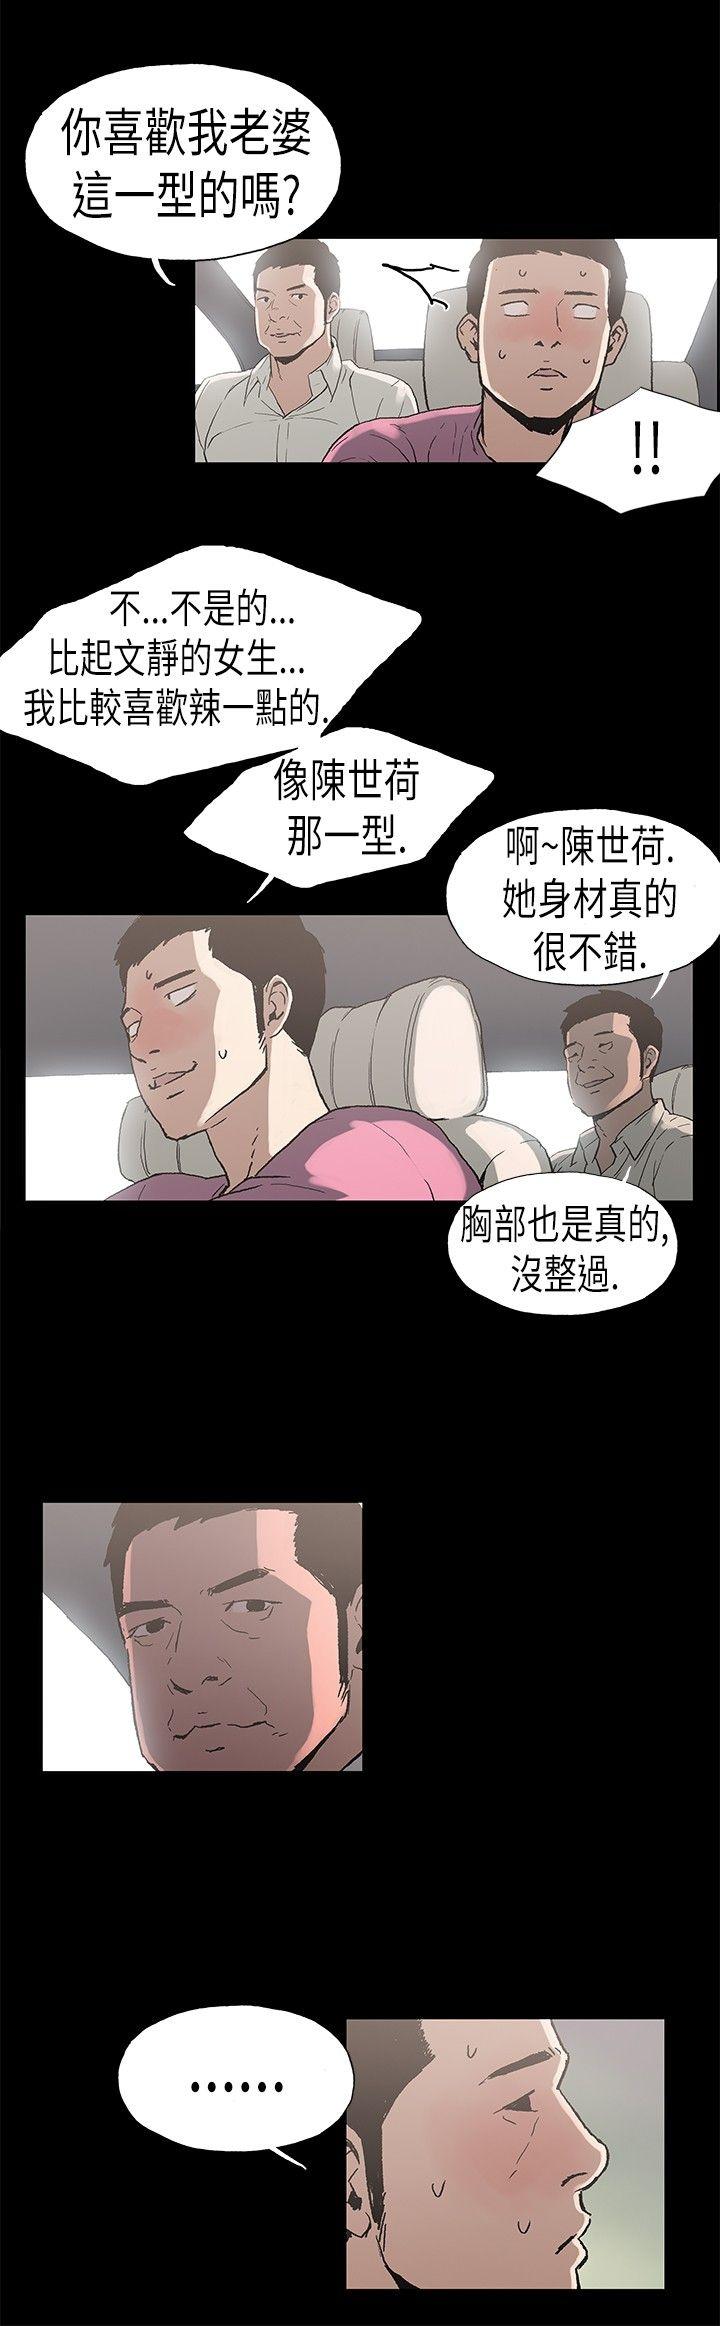 你喜歡我老婆
這一型的嗎?
!!
不...不是的...
比起文靜的女生...
我比較喜歡辣一點的.
像陳世荷
那一型.
啊~陳世荷.
她身材真的
很不錯.
胸部也是真的,
沒整過.
••••••